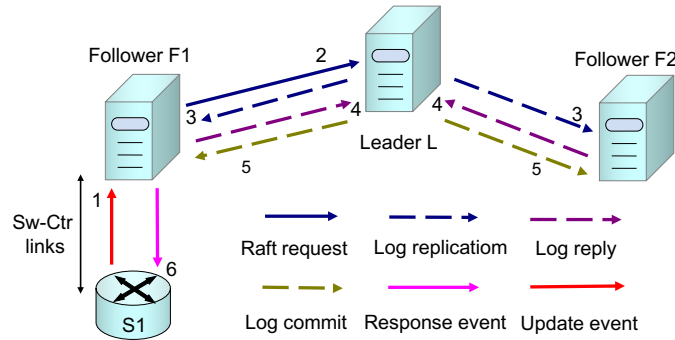 Follower F1
2
Follower F2
3
4
4
3
Leader L
5
5
1
Sw-Ctr
links
6
S1
Raft request
Log replicatiom
Log reply
Log commit
Response event
Update event